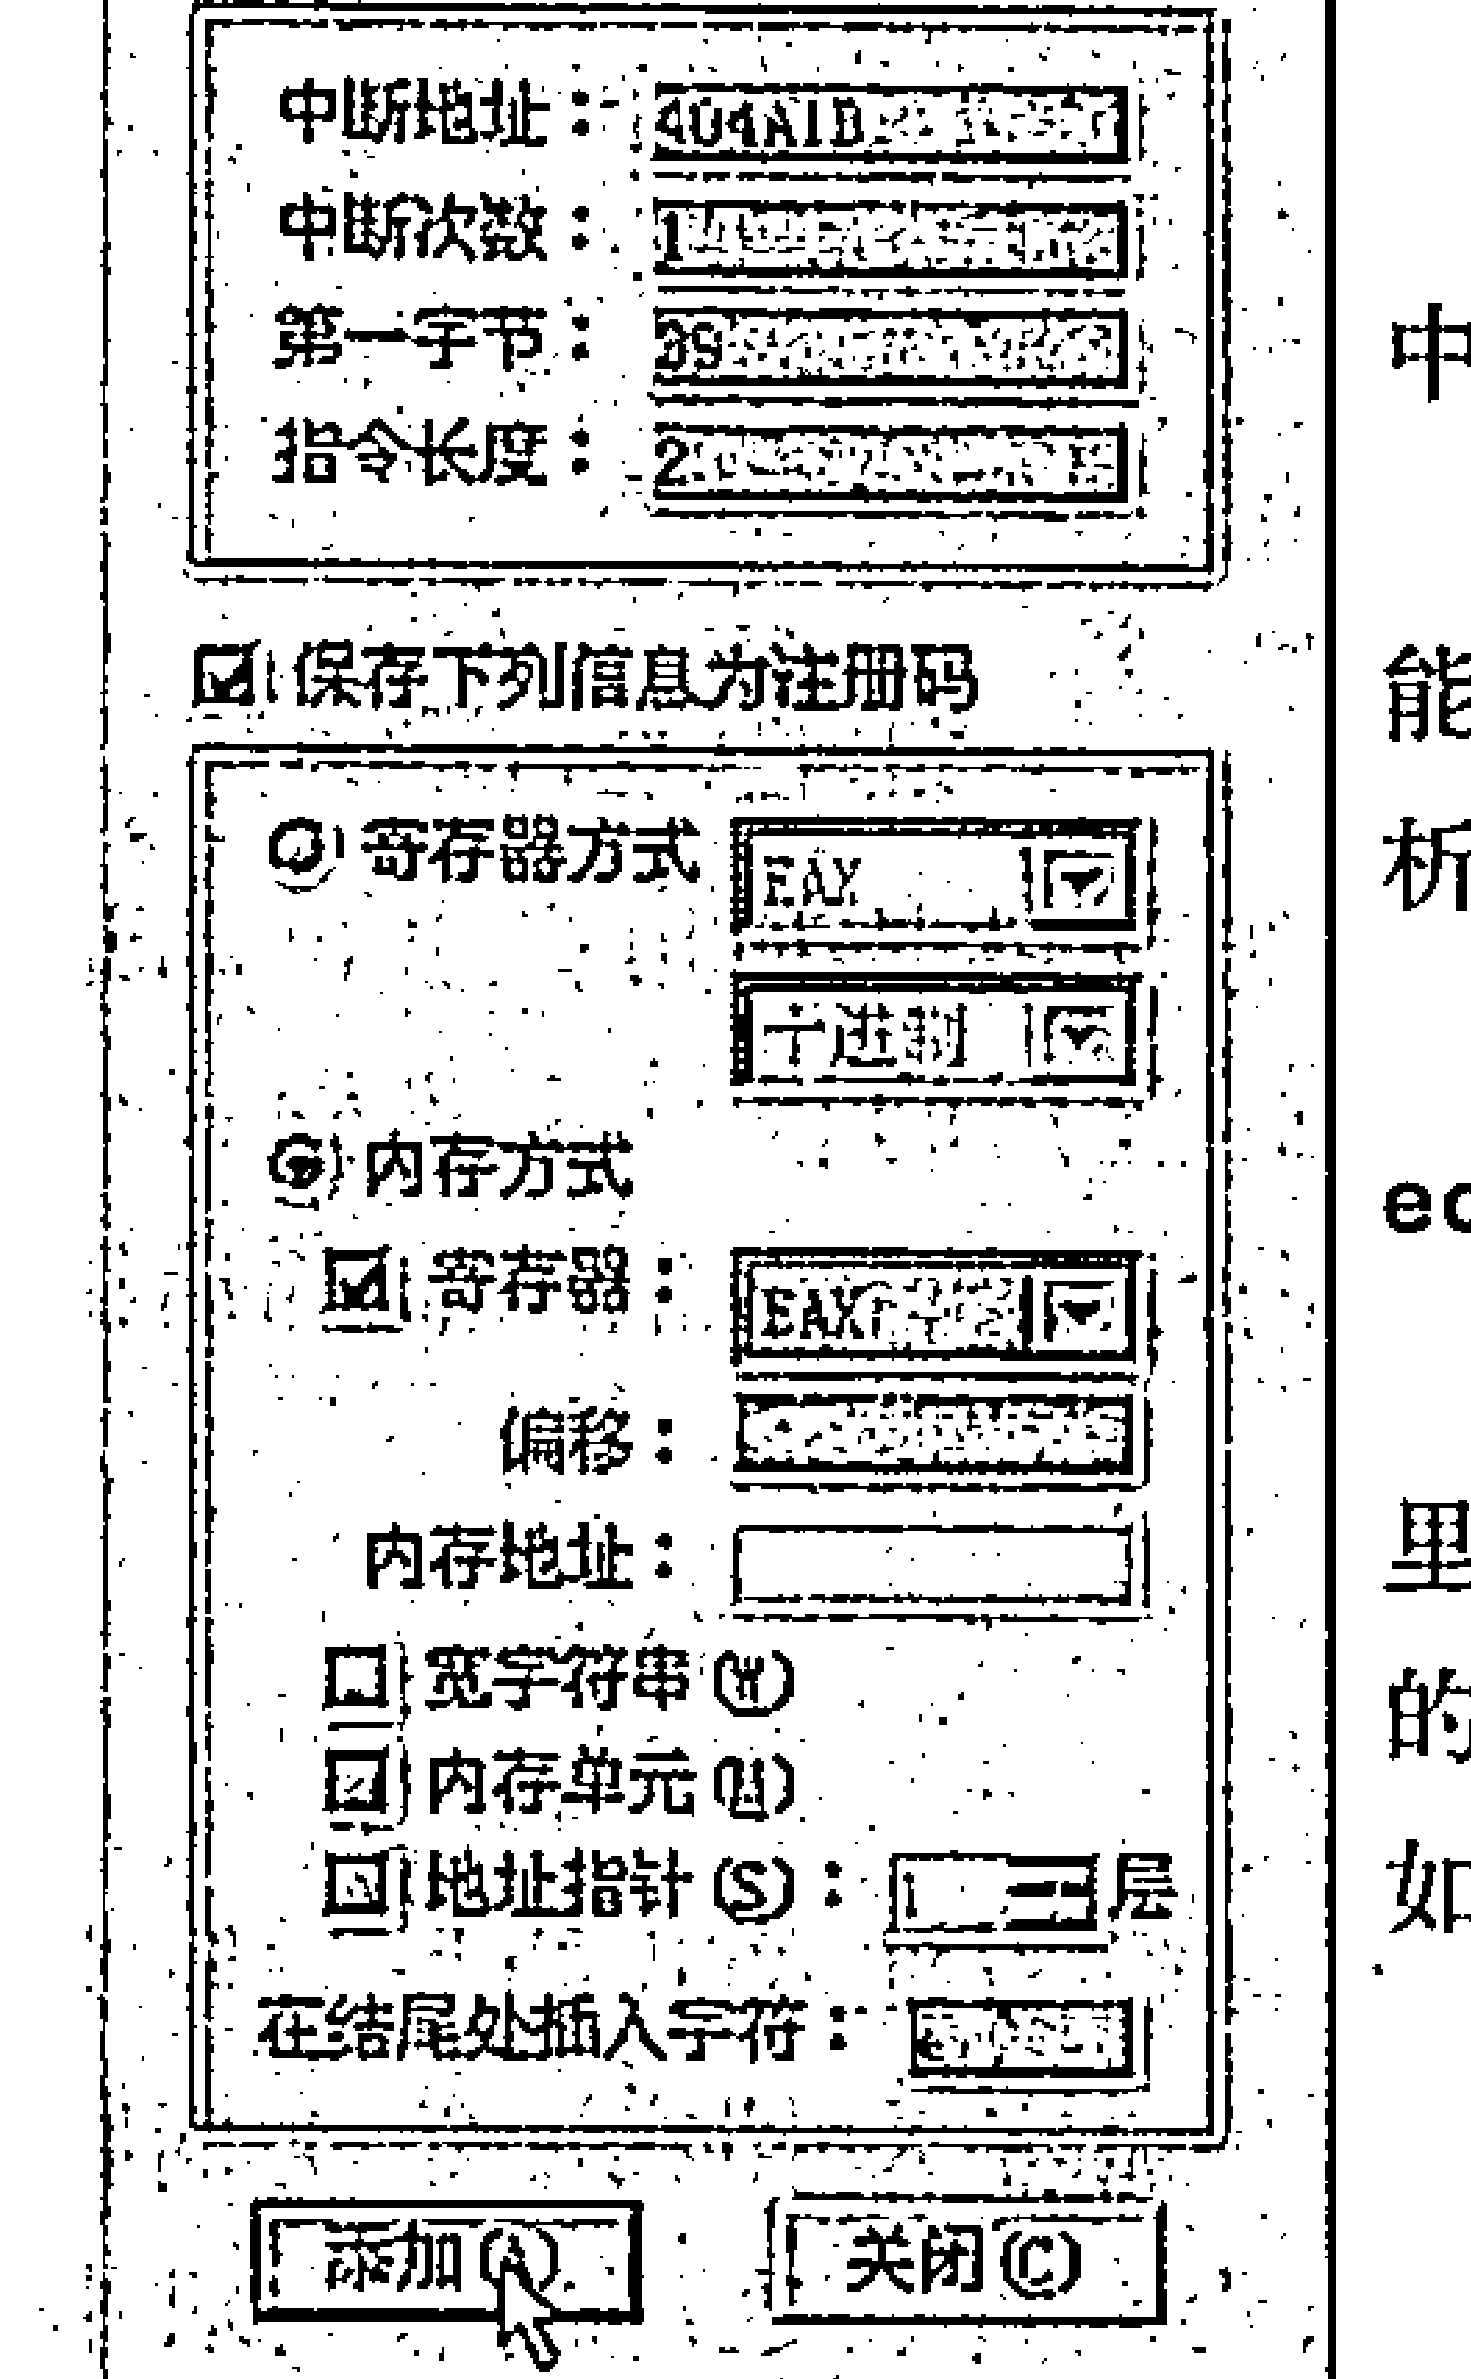 中断地址：404A1B
中断次数：1
第一字节：39
指令长度：2
保存下列信息为注册码
寄存器方式 EAX
十进制
内存方式
寄存器： EAX
偏移：
内存地址：
宽字符串(W)
内存单元(U)
地址指针(S)： 1 层
在结尾处插入字符：
添加(A) 关闭(C)
中
能
析
里
的
如